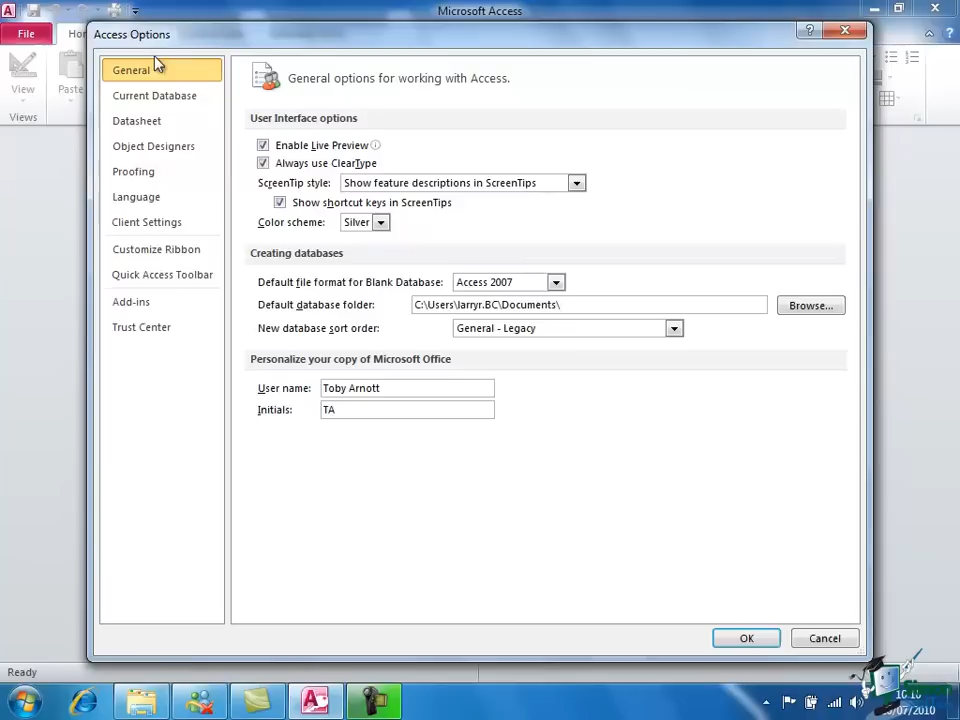 Microsoft Access
File
Ho
Access Options
View
Paste
Views
General
Current Database
Datasheet
Object Designers
Proofing
Language
Client Settings
Customize Ribbon
Quick Access Toolbar
Add-ins
Trust Center
General options for working with Access.
User Interface options
Enable Live Preview
Always use ClearType
ScreenTip style: Show feature descriptions in ScreenTips
Show shortcut keys in ScreenTips
Color scheme: Silver
Creating databases
Default file format for Blank Database: Access 2007
Default database folder: C:\Users\larryr.BC\Documents\ Browse...
New database sort order: General - Legacy
Personalize your copy of Microsoft Office
User name: Toby Arnott
Initials: TA
OK Cancel
Ready
/07/2010